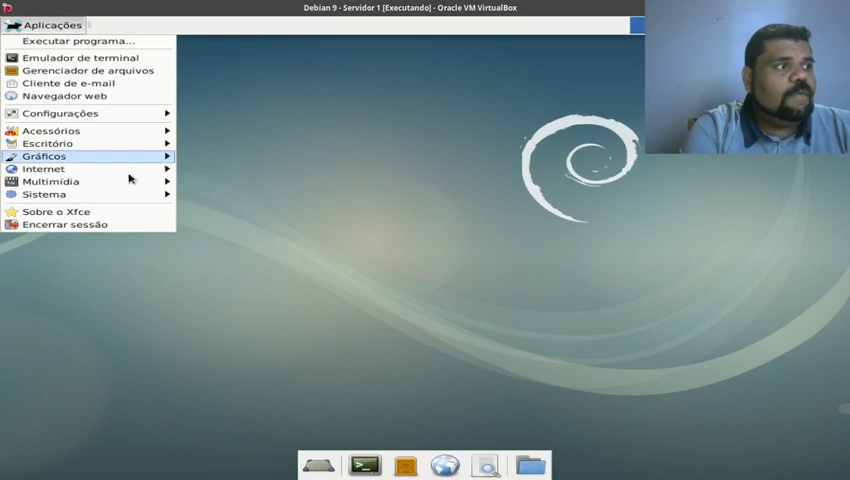 Debian 9 - Servidor 1 [Executando] - Oracle VM VirtualBox
Aplicações
Executar programa...
Emulador de terminal
Gerenciador de arquivos
Cliente de e-mail
Navegador web
Configurações
Acessórios
Escritório
Gráficos
Internet
Multimídia
Sistema
Sobre o Xfce
Encerrar sessão